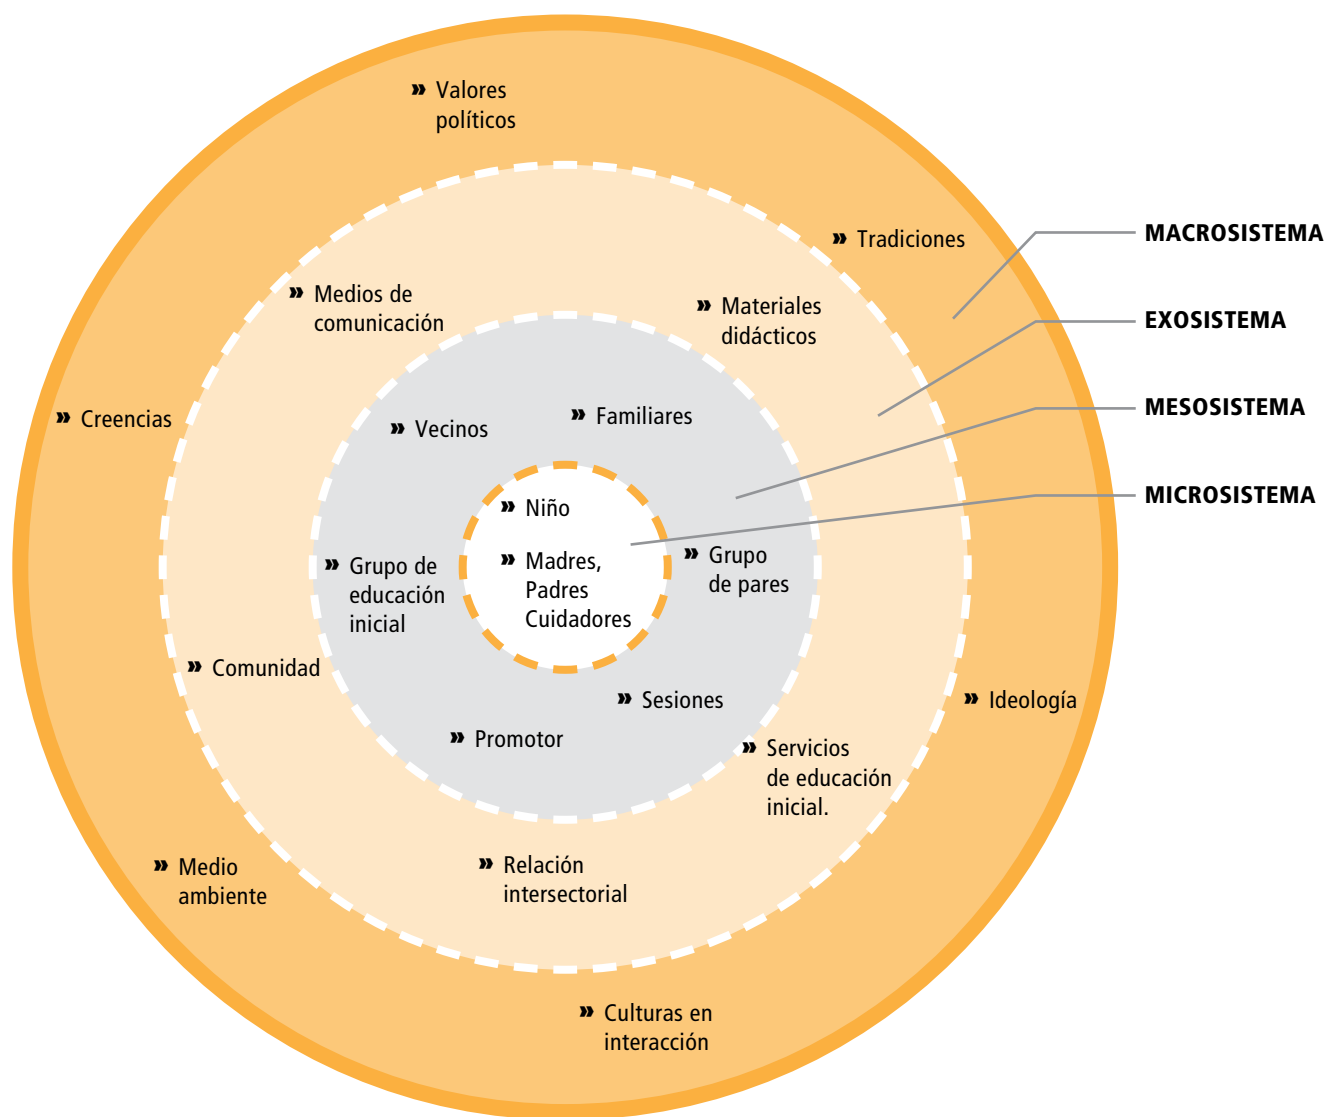 » Valores
políticos
» Tradiciones
MACROSISTEMA
» Medios de
comunicación
» Materiales
didácticos
EXOSISTEMA
» Creencias
» Vecinos
» Familiares
MESOSISTEMA
» Niño
MICROSISTEMA
» Madres,
Padres
Cuidadores
» Grupo de
educación
inicial
» Grupo
de pares
» Comunidad
» Sesiones
» Ideología
» Promotor
» Servicios
de educación
inicial.
» Medio
ambiente
» Relación
intersectorial
» Culturas en
interacción